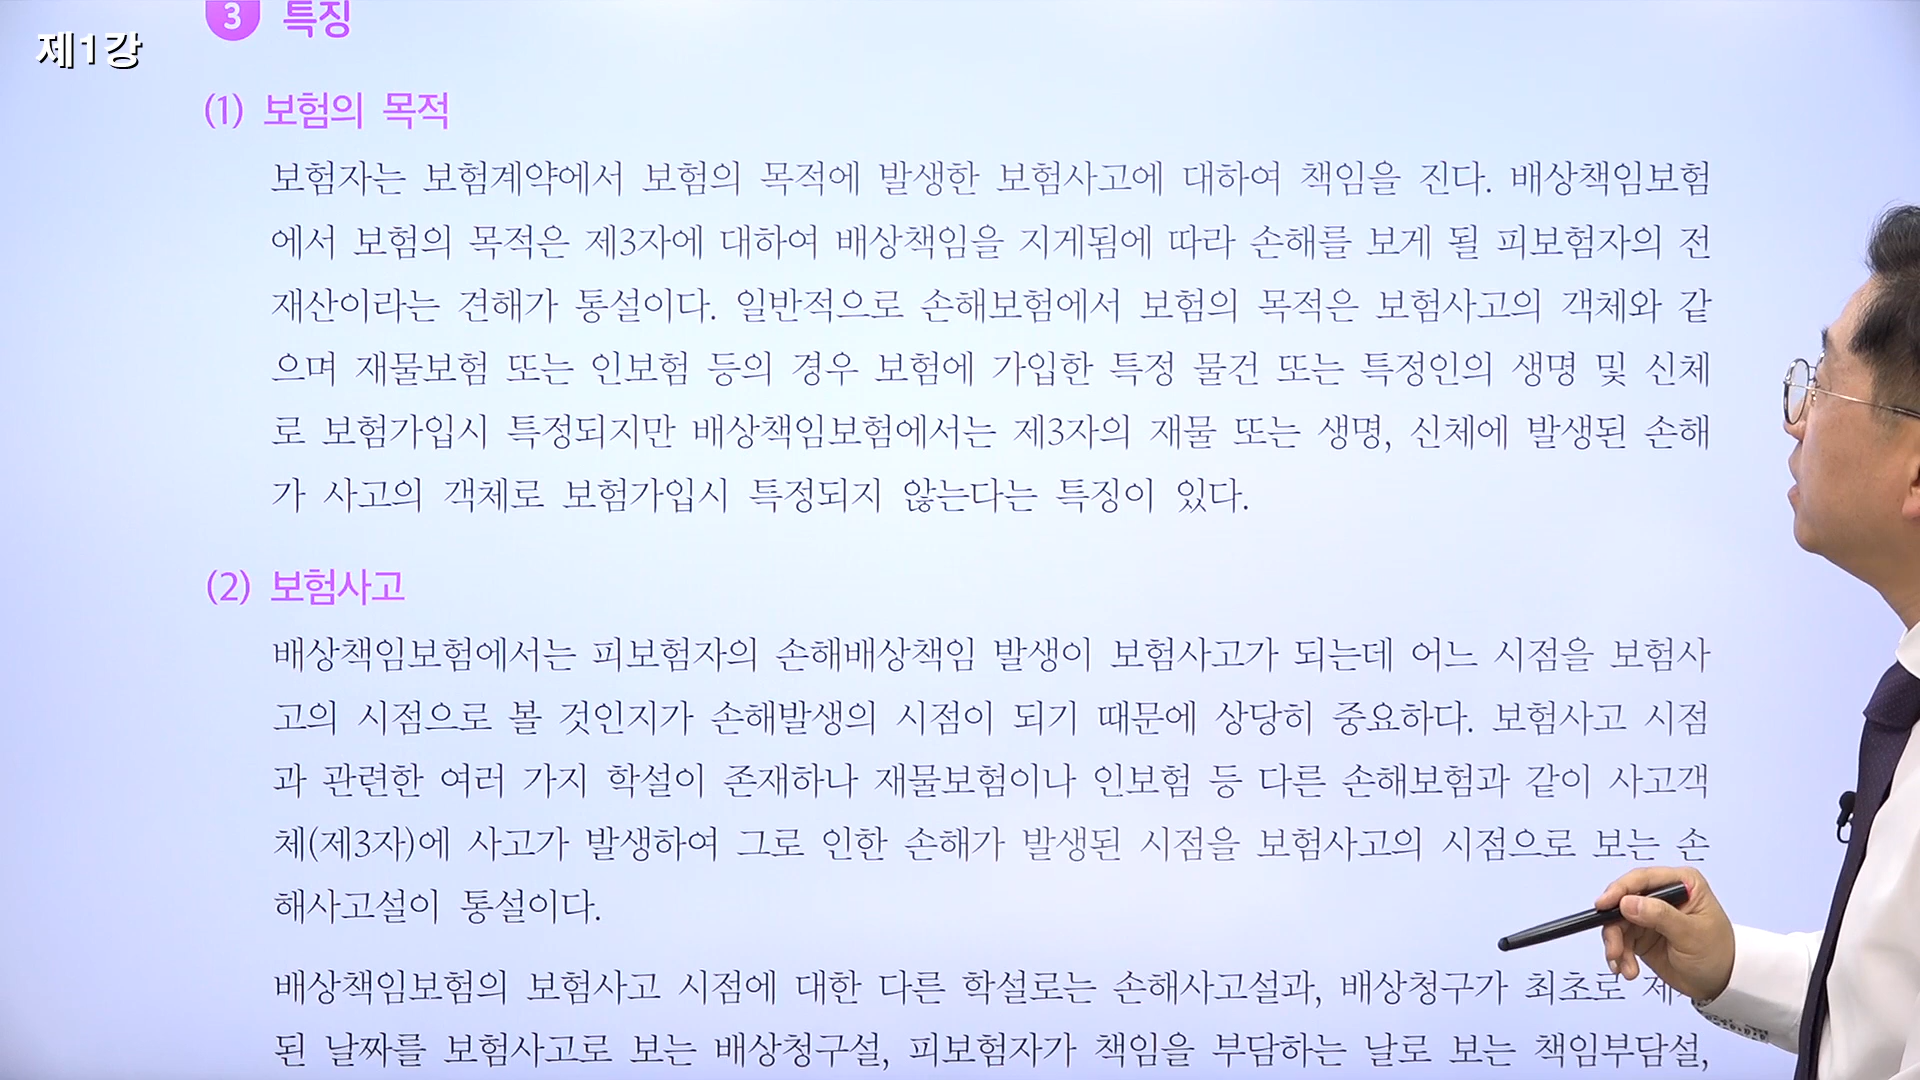 제1강
3 특징
(1) 보험의 목적
보험자는 보험계약에서 보험의 목적에 발생한 보험사고에 대하여 책임을 진다. 배상책임보험
에서 보험의 목적은 제3자에 대하여 배상책임을 지게됨에 따라 손해를 보게 될 피보험자의 전
재산이라는 견해가 통설이다. 일반적으로 손해보험에서 보험의 목적은 보험사고의 객체와 같
으며 재물보험 또는 인보험 등의 경우 보험에 가입한 특정 물건 또는 특정인의 생명 및 신체
로 보험가입시 특정되지만 배상책임보험에서는 제3자의 재물 또는 생명, 신체에 발생된 손해
가 사고의 객체로 보험가입시 특정되지 않는다는 특징이 있다.
(2) 보험사고
배상책임보험에서는 피보험자의 손해배상책임 발생이 보험사고가 되는데 어느 시점을 보험사
고의 시점으로 볼 것인지가 손해발생의 시점이 되기 때문에 상당히 중요하다. 보험사고 시점
과 관련한 여러 가지 학설이 존재하나 재물보험이나 인보험 등 다른 손해보험과 같이 사고객
체(제3자)에 사고가 발생하여 그로 인한 손해가 발생된 시점을 보험사고의 시점으로 보는 손
해사고설이 통설이다.
배상책임보험의 보험사고 시점에 대한 다른 학설로는 손해사고설과, 배상청구가 최초로
된 날짜를 보험사고로 보는 배상청구설, 피보험자가 책임을 부담하는 날로 보는 책임부담설,